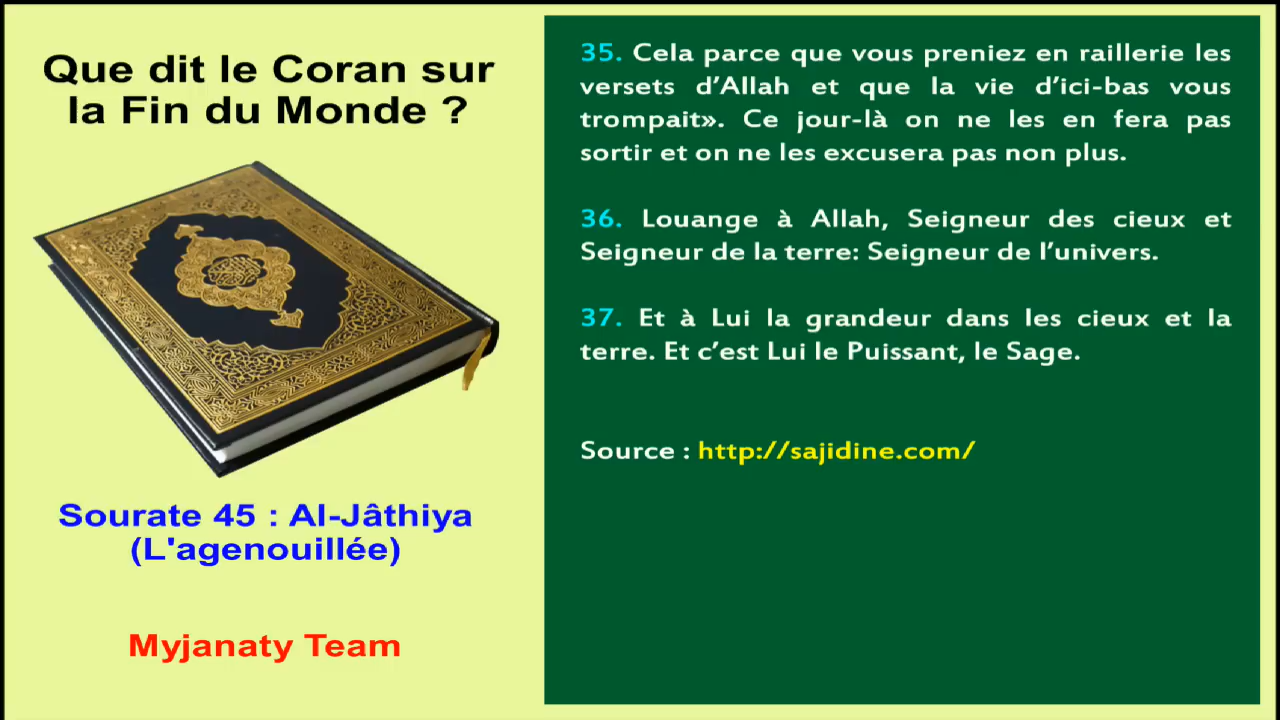 Que dit le Coran sur
la Fin du Monde ?
Sourate 45 : Al-Jâthiya
(L'agenouillée)
Myjanaty Team
35. Cela parce que vous preniez en raillerie les
versets d’Allah et que la vie d’ici-bas vous
trompait». Ce jour-là on ne les en fera pas
sortir et on ne les excusera pas non plus.
36. Louange à Allah, Seigneur des cieux et
Seigneur de la terre: Seigneur de l’univers.
37. Et à Lui la grandeur dans les cieux et la
terre. Et c’est Lui le Puissant, le Sage.
Source : http://sajidine.com/